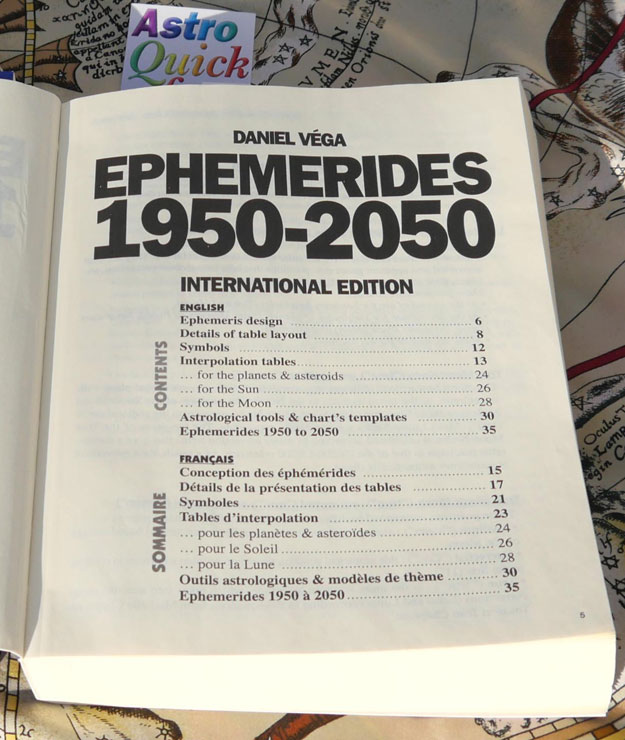 Astro
Quick
DANIEL VÉGA
EPHEMERIDES
1950-2050
INTERNATIONAL EDITION
CONTENTS
ENGLISH
Ephemeris design 6
Details of table layout 8
Symbols 12
Interpolation tables 13
... for the planets & asteroids 24
... for the Sun 26
... for the Moon 28
Astrological tools & chart's templates 30
Ephemerides 1950 to 2050 35
SOMMAIRE
FRANÇAIS
Conception des éphémérides 15
Détails de la présentation des tables 17
Symboles 21
Tables d'interpolation 23
... pour les planètes & asteroïdes 24
... pour le Soleil 26
... pour la Lune 28
Outils astrologiques & modèles de thème 30
Ephemerides 1950 à 2050 35
5